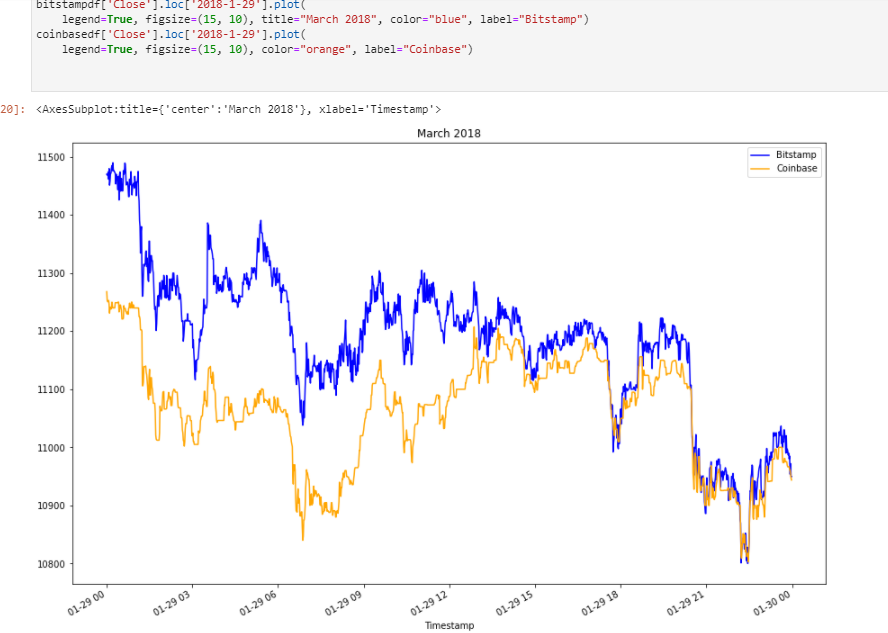 bitstampdf['Close'].loc['2018-1-29'].plot(
    legend=True, figsize=(15, 10), title="March 2018", color="blue", label="Bitstamp")
coinbasedf['Close'].loc['2018-1-29'].plot(
    legend=True, figsize=(15, 10), color="orange", label="Coinbase")
20]: <AxesSubplot:title={'center':'March 2018'}, xlabel='Timestamp'>
March 2018
Bitstamp
Coinbase
11500
11400
11300
11200
11100
11000
10900
10800
01-29 00
01-29 03
01-29 06
01-29 09
01-29 12
01-29 15
01-29 18
01-29 21
01-30 00
Timestamp